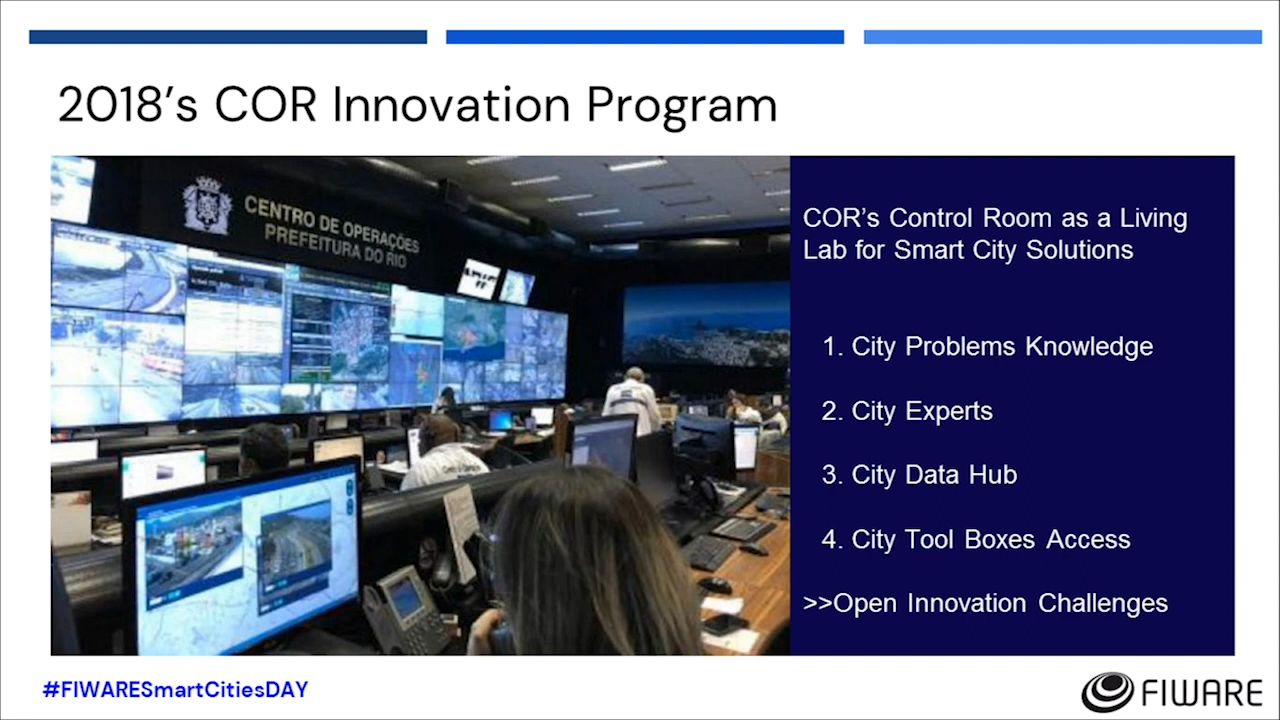 2018's COR Innovation Program
CENTRO DE OPERAÇÕES
PREFEITURA DO RIO
COR's Control Room as a Living
Lab for Smart City Solutions
1. City Problems Knowledge
2. City Experts
3. City Data Hub
4. City Tool Boxes Access
>>Open Innovation Challenges
#FIWARESmartCitiesDAY
FIWARE